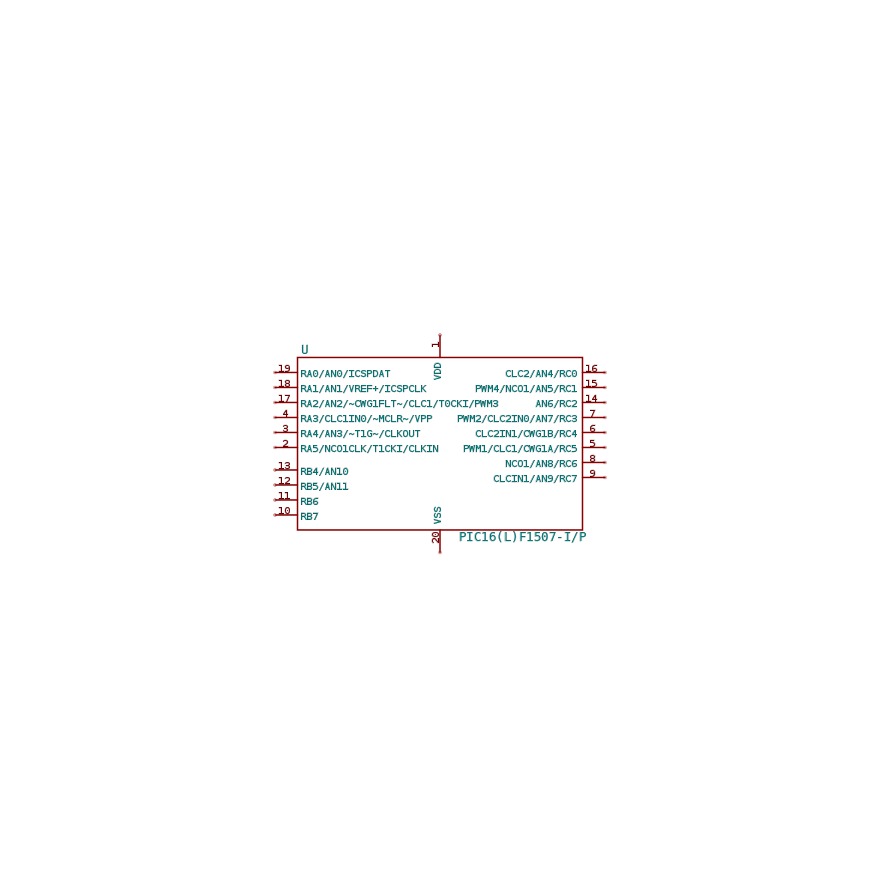 U
1
VDD
19 RA0/AN0/ICSPDAT CLC2/AN4/RC0 16
18 RA1/AN1/VREF+/ICSPCLK PWM4/NCO1/AN5/RC1 15
17 RA2/AN2/~CWG1FLT~/CLC1/T0CKI/PWM3 AN6/RC2 14
4 RA3/CLC1IN0/~MCLR~/VPP PWM2/CLC2IN0/AN7/RC3 7
3 RA4/AN3/~T1G~/CLKOUT CLC2IN1/CWG1B/RC4 6
2 RA5/NCO1CLK/T1CKI/CLKIN PWM1/CLC1/CWG1A/RC5 5
NCO1/AN8/RC6 8
13 RB4/AN10
CLCIN1/AN9/RC7 9
12 RB5/AN11
11 RB6
10 RB7
VSS
20
PIC16(L)F1507-I/P